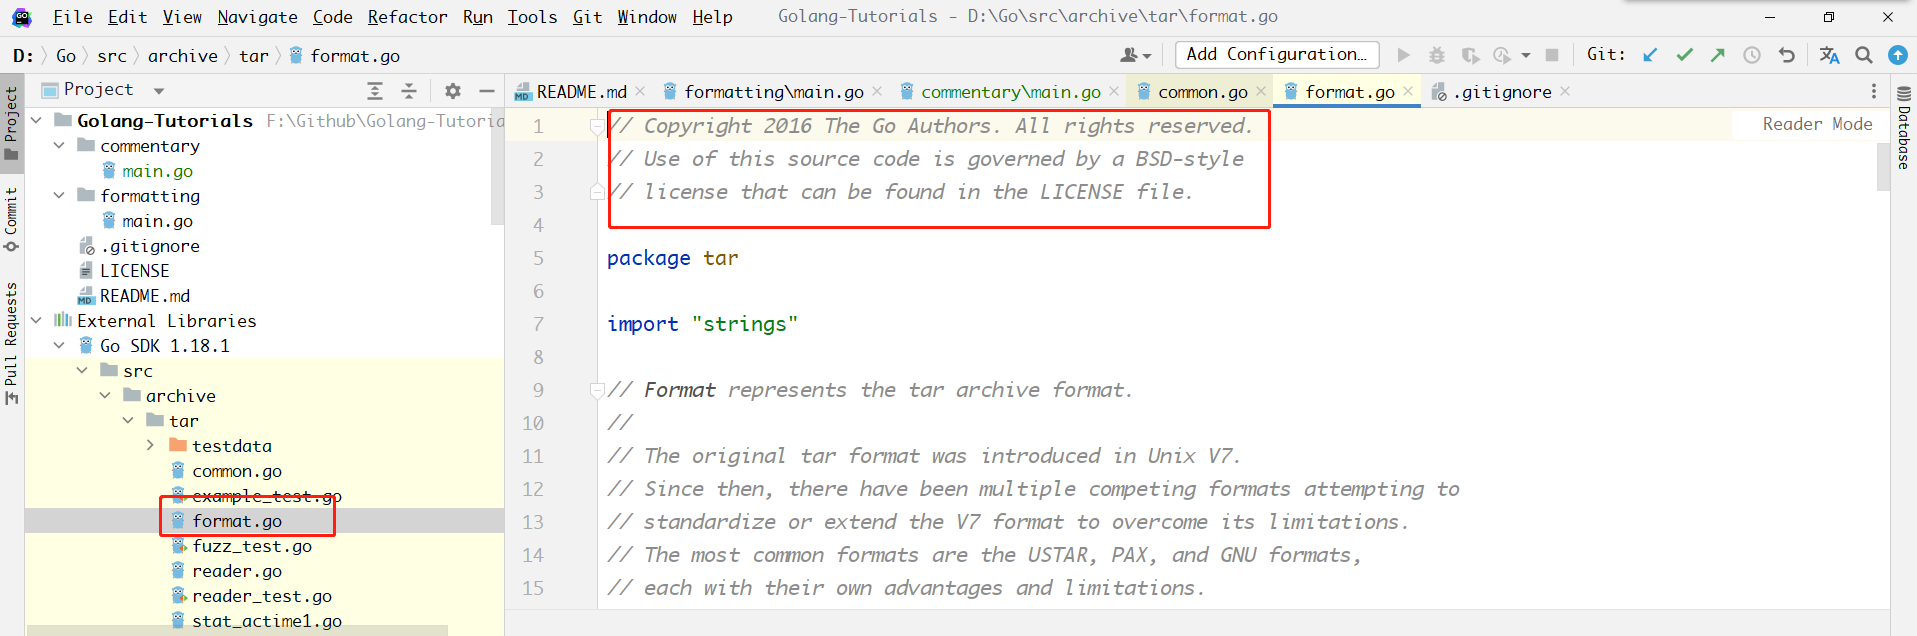 File Edit View Navigate Code Refactor Run Tools Git Window Help Golang-Tutorials - D:\Go\src\archive\tar\format.go
D: Go src archive tar format.go Add Configuration... Git:
Project
README.md formatting\main.go commentary\main.go common.go format.go .gitignore
Project
Commit
Pull Requests
Golang-Tutorials F:\Github\Golang-Tutoria
commentary
main.go
formatting
main.go
.gitignore
LICENSE
README.md
External Libraries
Go SDK 1.18.1
src
archive
tar
testdata
common.go
example_test.go
format.go
fuzz_test.go
reader.go
reader_test.go
stat_actime1.go
1 // Copyright 2016 The Go Authors. All rights reserved.
2 // Use of this source code is governed by a BSD-style
3 // license that can be found in the LICENSE file.
4
5 package tar
6
7 import "strings"
8
9 // Format represents the tar archive format.
10 //
11 // The original tar format was introduced in Unix V7.
12 // Since then, there have been multiple competing formats attempting to
13 // standardize or extend the V7 format to overcome its limitations.
14 // The most common formats are the USTAR, PAX, and GNU formats,
15 // each with their own advantages and limitations.
Reader Mode
Database